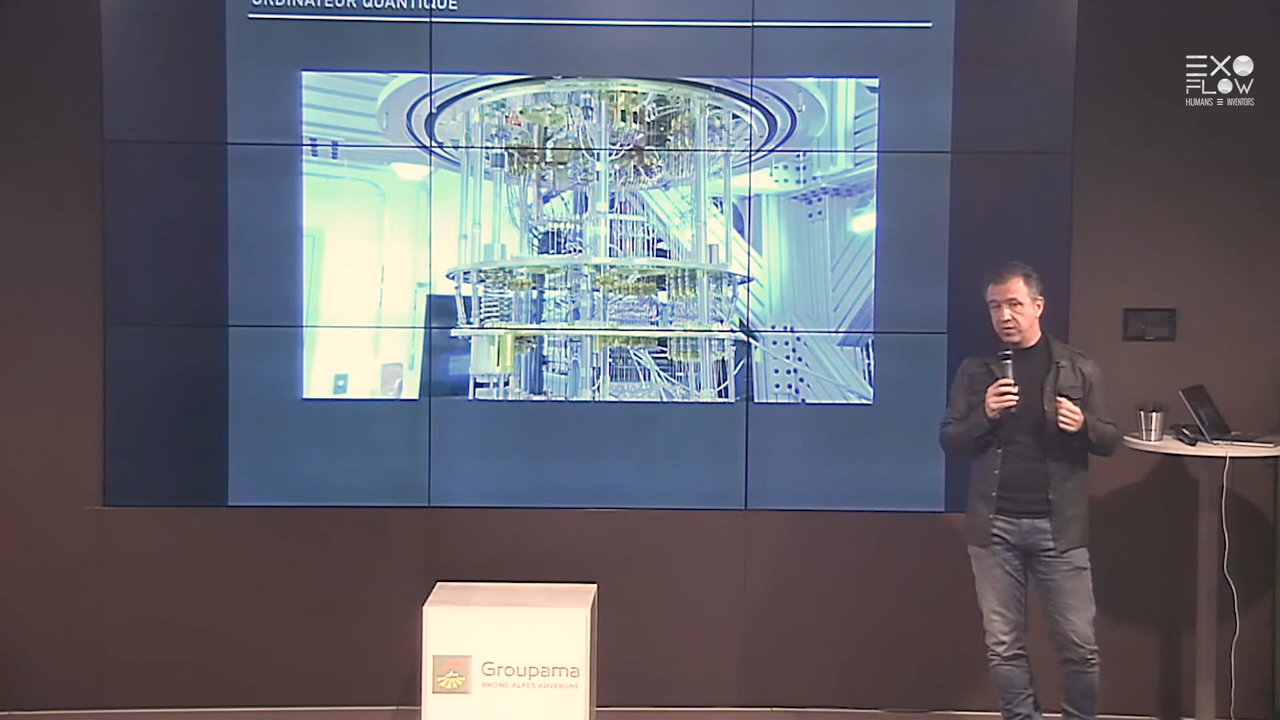 ORDINATEUR QUANTIQUE
EXO
FLOW
HUMANS = INVENTORS
Groupama
RHÔNE-ALPES AUVERGNE